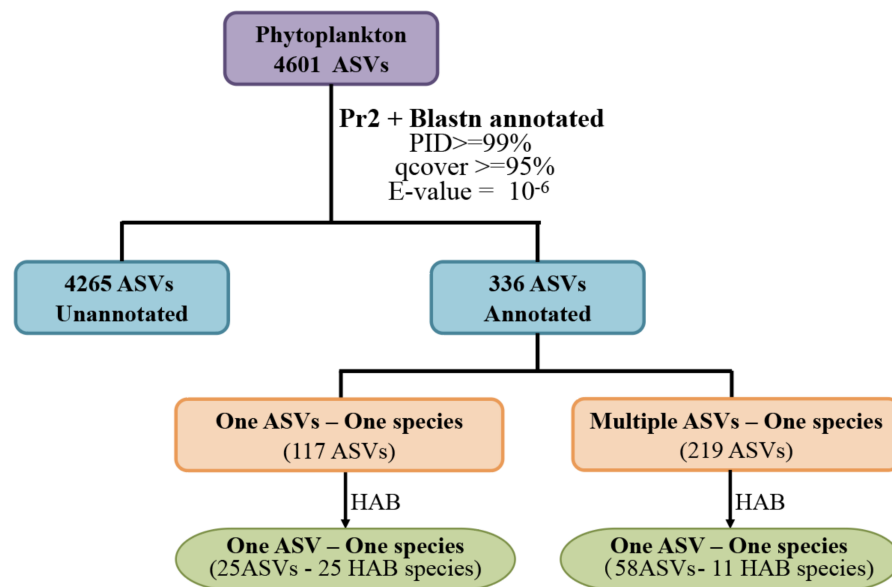 Phytoplankton
4601 ASVs
Pr2 + Blastn annotated
PID>=99%
qcover >=95%
E-value = 10⁻⁶
4265 ASVs
Unannotated
336 ASVs
Annotated
One ASVs – One species
(117 ASVs)
Multiple ASVs – One species
(219 ASVs)
HAB
HAB
One ASV – One species
(25ASVs - 25 HAB species)
One ASV – One species
(58ASVs- 11 HAB species)